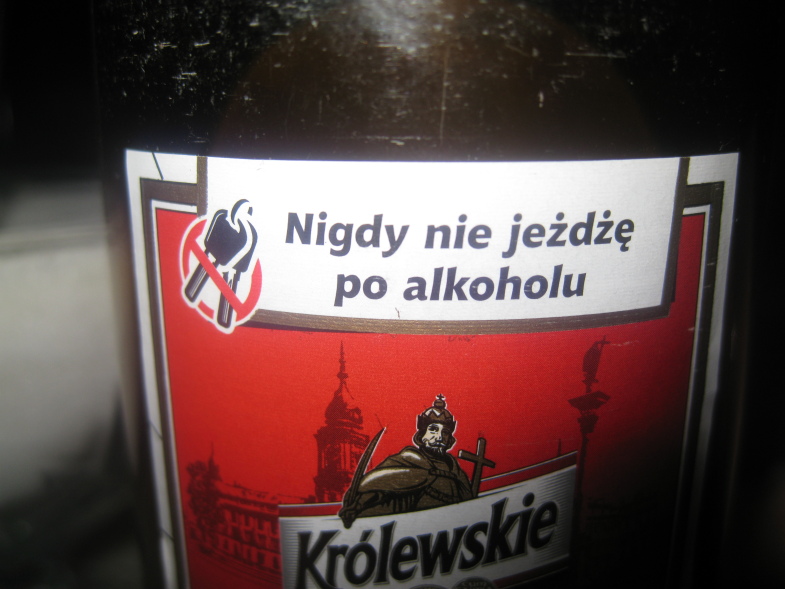 Nigdy nie jeżdżę
po alkoholu
Królewskie